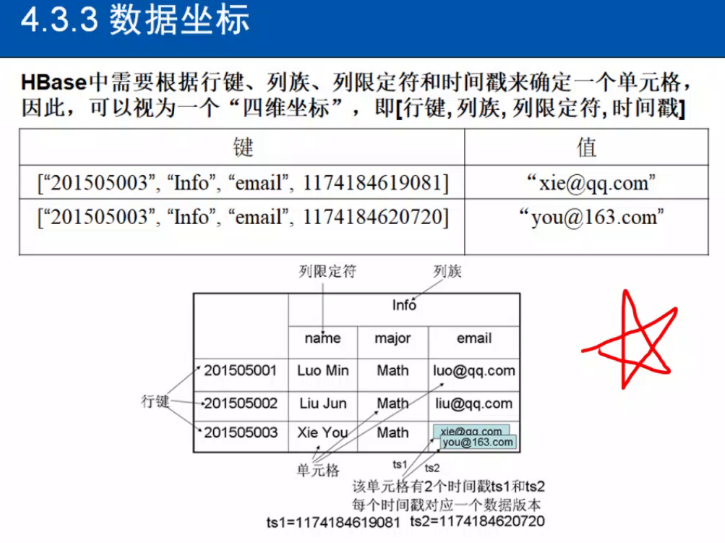 4.3.3 数据坐标
HBase中需要根据行键、列族、列限定符和时间戳来确定一个单元格，
因此，可以视为一个“四维坐标”，即[行键, 列族, 列限定符, 时间戳]
键 值
[“201505003”, “Info”, “email”, 1174184619081] “xie@qq.com”
[“201505003”, “Info”, “email”, 1174184620720] “you@163.com”
列限定符 列族
Info
name major email
201505001 Luo Min Math luo@qq.com
行键 201505002 Liu Jun Math liu@qq.com
201505003 Xie You Math xie@qq.com
you@163.com
单元格 ts1 ts2
该单元格有2个时间戳ts1和ts2
每个时间戳对应一个数据版本
ts1=1174184619081 ts2=1174184620720